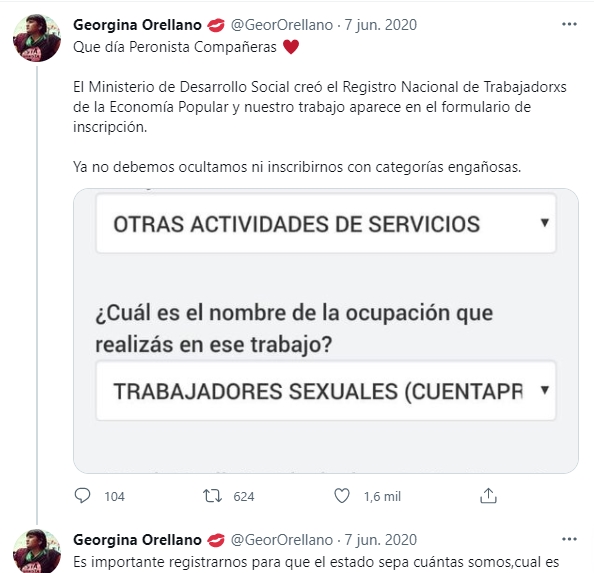 Georgina Orellano 💋 @GeorOrellano · 7 jun. 2020
Que día Peronista Compañeras ♥
El Ministerio de Desarrollo Social creó el Registro Nacional de Trabajadorxs
de la Economía Popular y nuestro trabajo aparece en el formulario de
inscripción.
Ya no debemos ocultarnos ni inscribirnos con categorías engañosas.
OTRAS ACTIVIDADES DE SERVICIOS
¿Cuál es el nombre de la ocupación que
realizás en ese trabajo?
TRABAJADORES SEXUALES (CUENTAPR
104 624 1,6 mil
Georgina Orellano 💋 @GeorOrellano · 7 jun. 2020
Es importante registrarnos para que el estado sepa cuántas somos,cual es